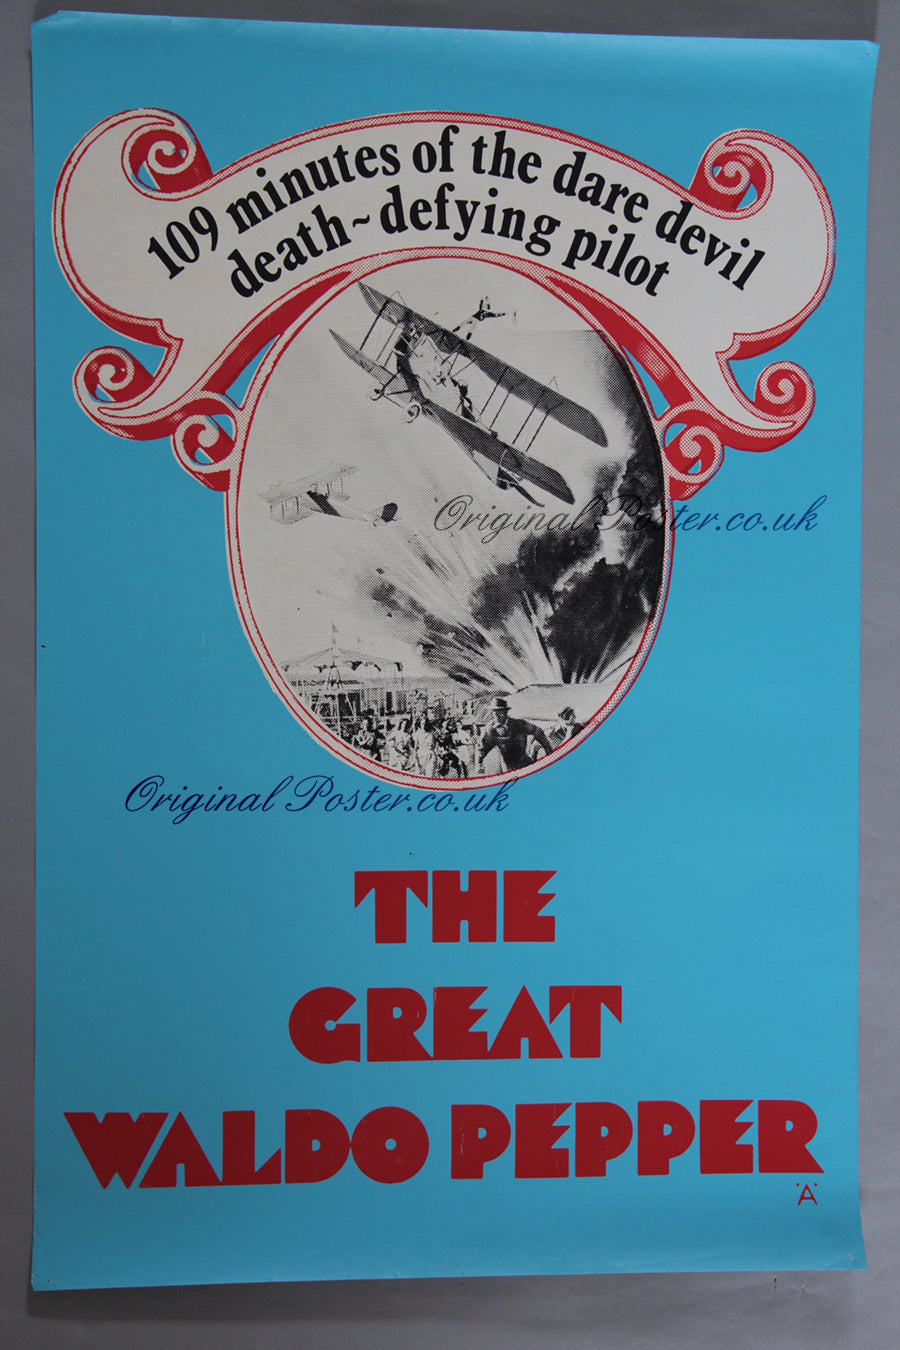 109 minutes of the dare devil
death~defying pilot
Original Poster.co.uk
Original Poster.co.uk
THE
GREAT
WALDO PEPPER
"A"